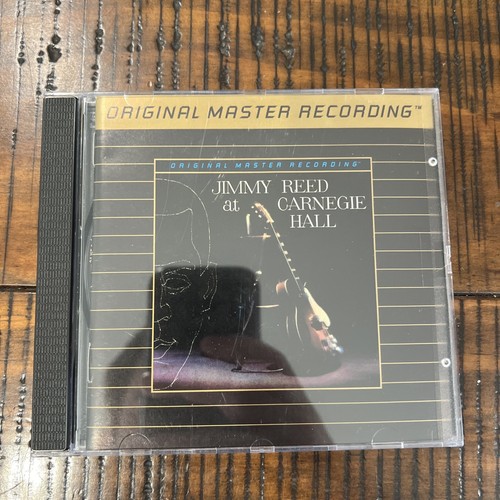 ORIGINAL MASTER RECORDING™
ORIGINAL MASTER RECORDING®
JIMMY REED
at CARNEGIE
HALL